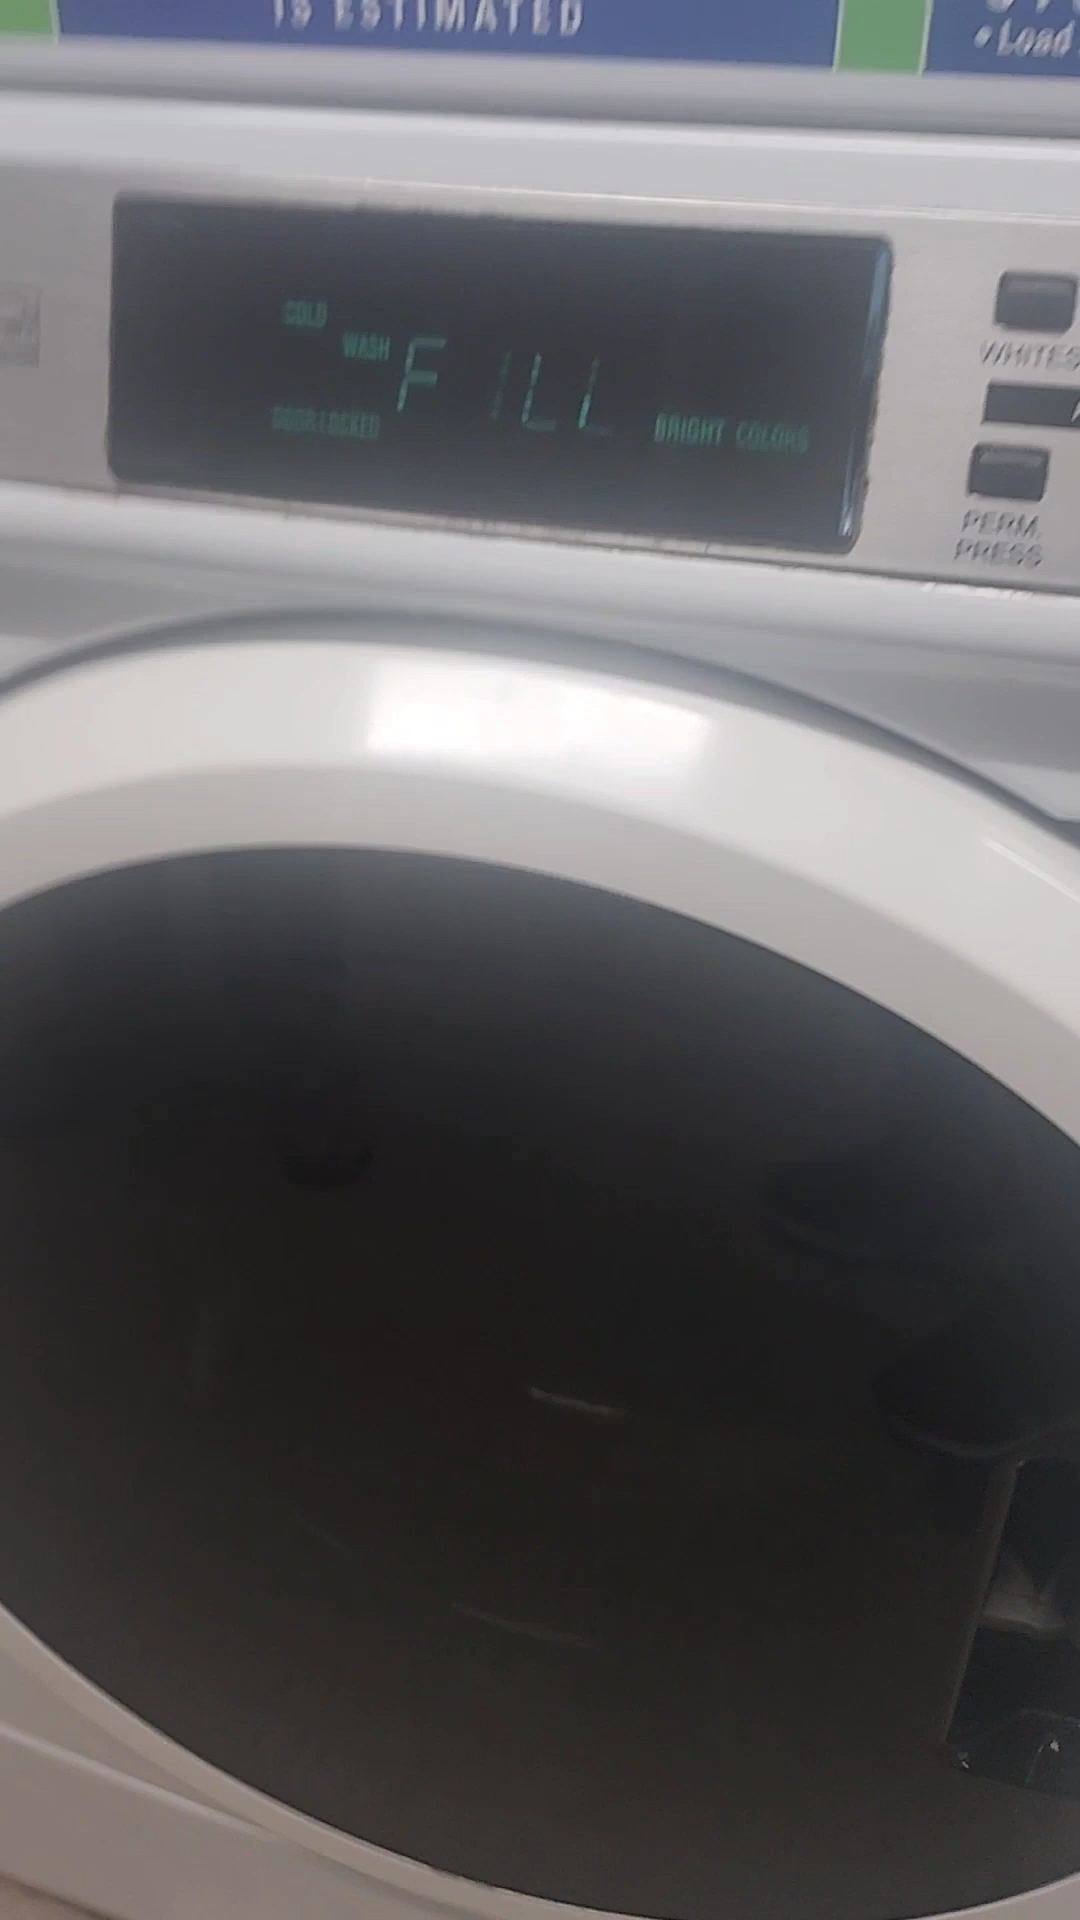 IS ESTIMATED
• Load
COLD
WASH
FILL
DOOR LOCKED
BRIGHT COLORS
WHITES
PERM.
PRESS